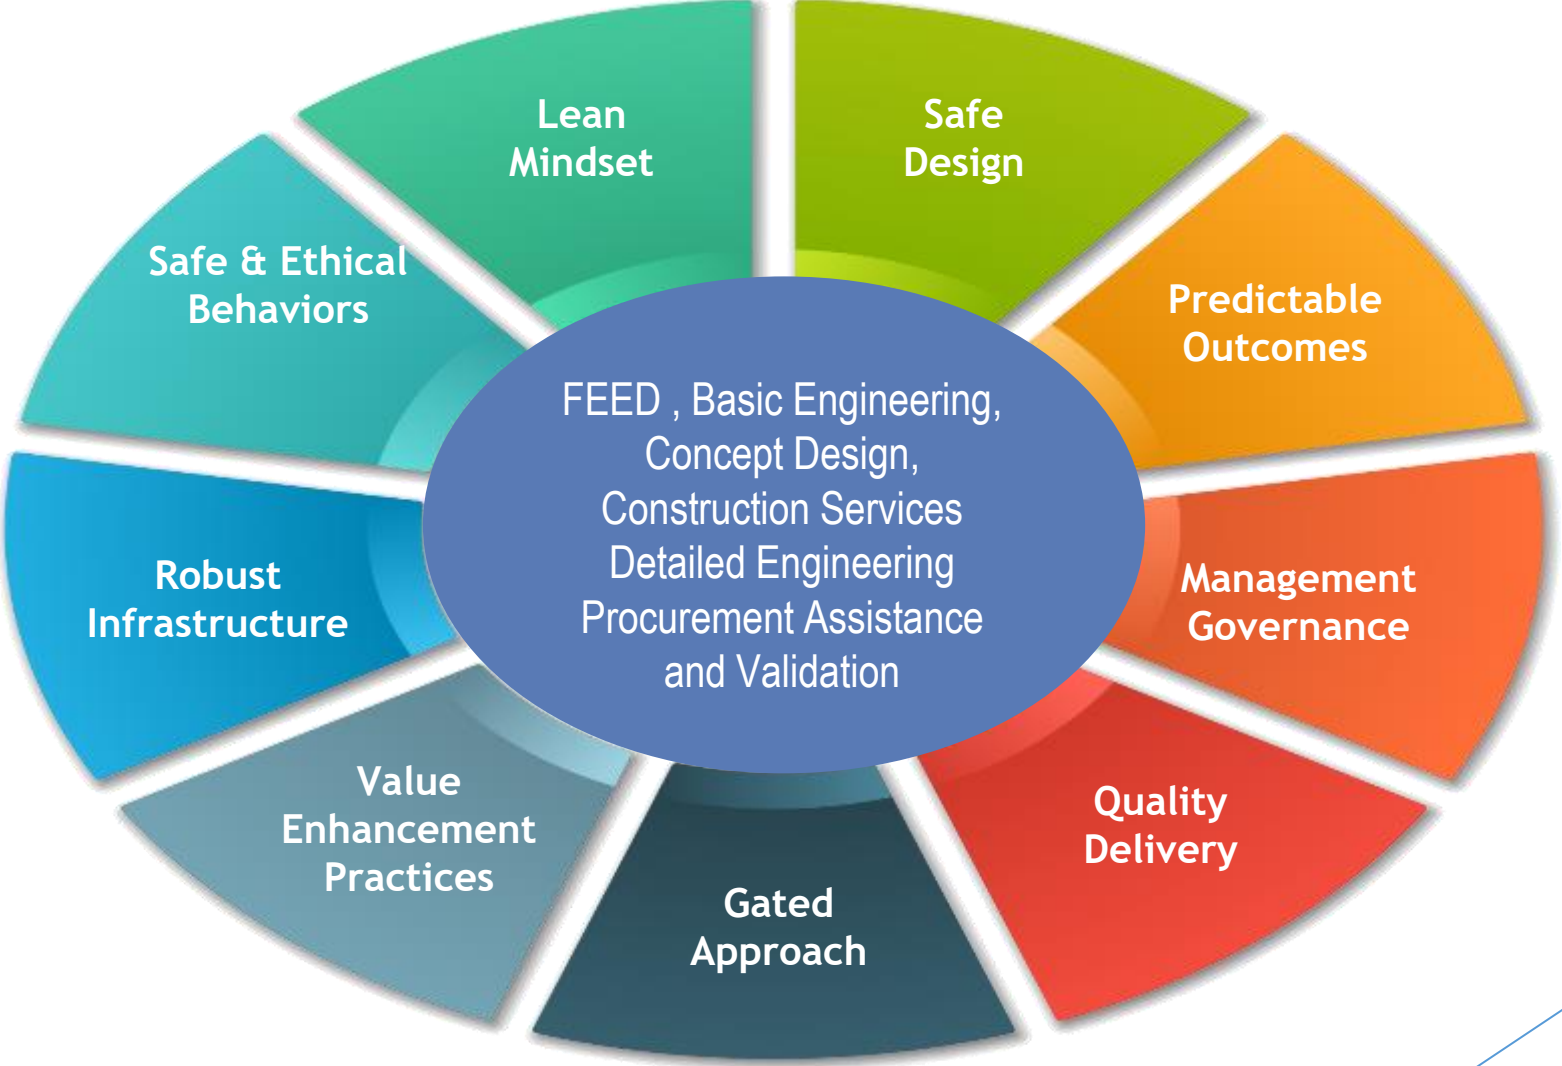 Lean
Mindset
Safe
Design
Safe & Ethical
Behaviors
Predictable
Outcomes
FEED , Basic Engineering,
Concept Design,
Construction Services
Detailed Engineering
Procurement Assistance
and Validation
Robust
Infrastructure
Management
Governance
Value
Enhancement
Practices
Quality
Delivery
Gated
Approach